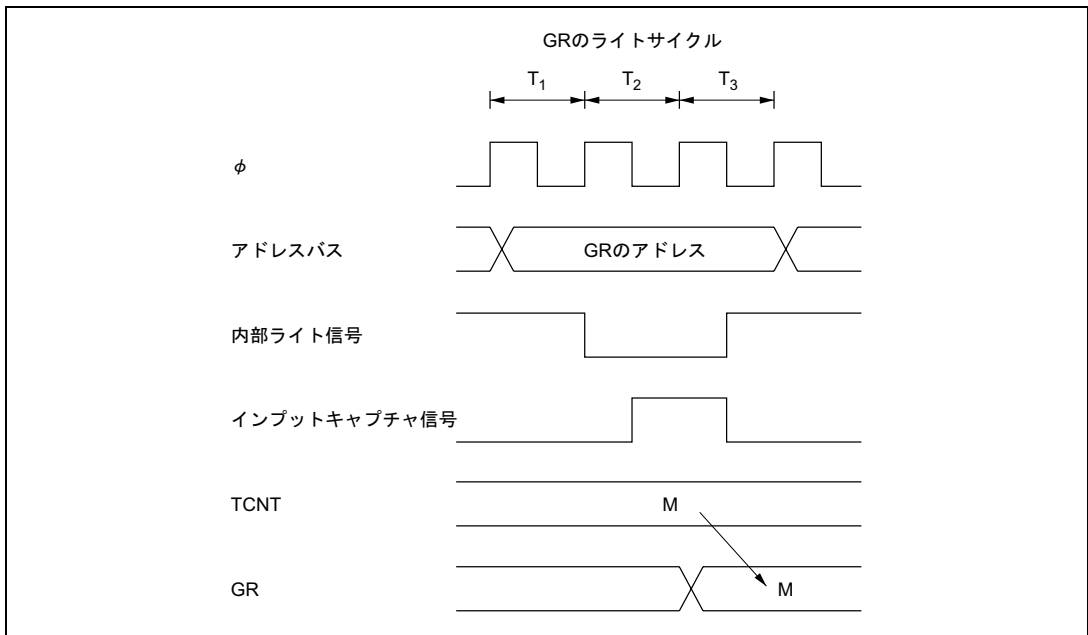 GRのライトサイクル
T1 T2 T3
φ
アドレスバス GRのアドレス
内部ライト信号
インプットキャプチャ信号
TCNT M
GR M